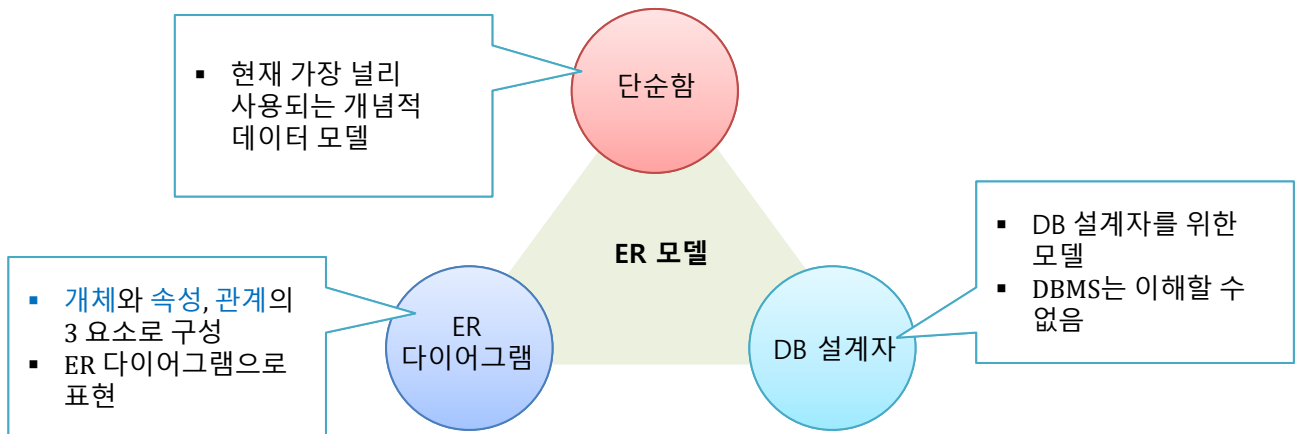 ▪ 현재 가장 널리
사용되는 개념적
데이터 모델
단순함
ER 모델
▪ DB 설계자를 위한
모델
▪ DBMS는 이해할 수
없음
▪ 개체와 속성, 관계의
3 요소로 구성
▪ ER 다이어그램으로
표현
ER
다이어그램
DB 설계자